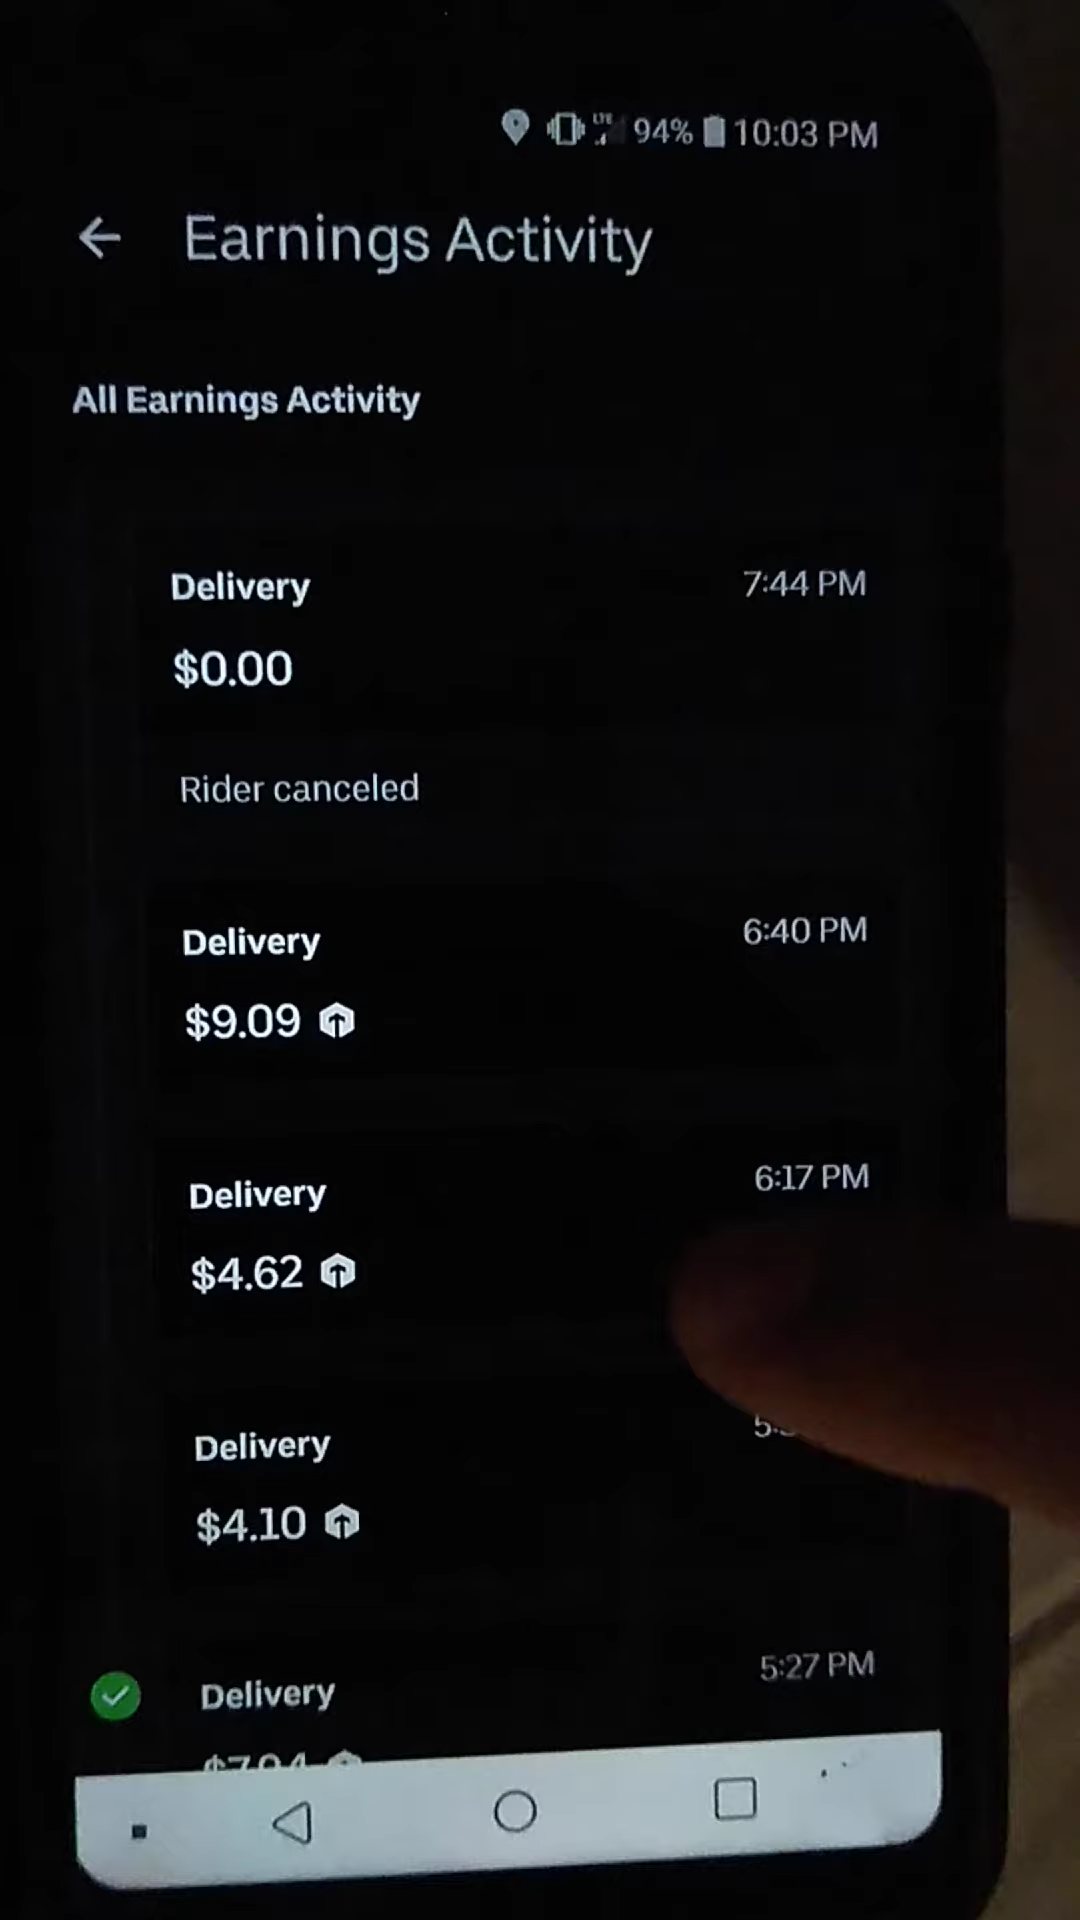 LTE 94% 10:03 PM
Earnings Activity
All Earnings Activity
Delivery 7:44 PM
$0.00
Rider canceled
Delivery 6:40 PM
$9.09
Delivery 6:17 PM
$4.62
Delivery
$4.10
Delivery 5:27 PM